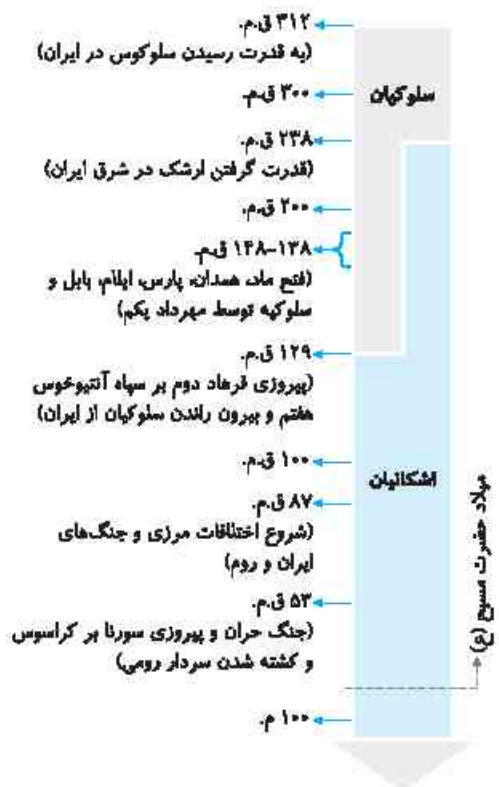 ۳۱۲ ق.م.
(به قدرت رسیدن سلوکوس در ایران)
سلوکیان
۳۰۰ ق.م.
۲۳۸ ق.م.
(قدرت گرفتن ارشک در شرق ایران)
۲۰۰ ق.م.
۱۴۸–۱۳۸ ق.م.
(فتح ماد، همدان، پارس، ایلام، بابل و
سلوکیه توسط مهرداد یکم)
۱۲۹ ق.م.
(پیروزی فرهاد دوم بر سپاه آنتیوخوس
هفتم و بیرون راندن سلوکیان از ایران)
۱۰۰ ق.م.
اشکانیان
۸۷ ق.م.
(شروع اختلافات مرزی و جنگ‌های
ایران و روم)
۵۳ ق.م.
(جنگ حران و پیروزی سورنا بر کراسوس
و کشته شدن سردار رومی)
میلاد حضرت مسیح (ع)
۱۰۰ م.